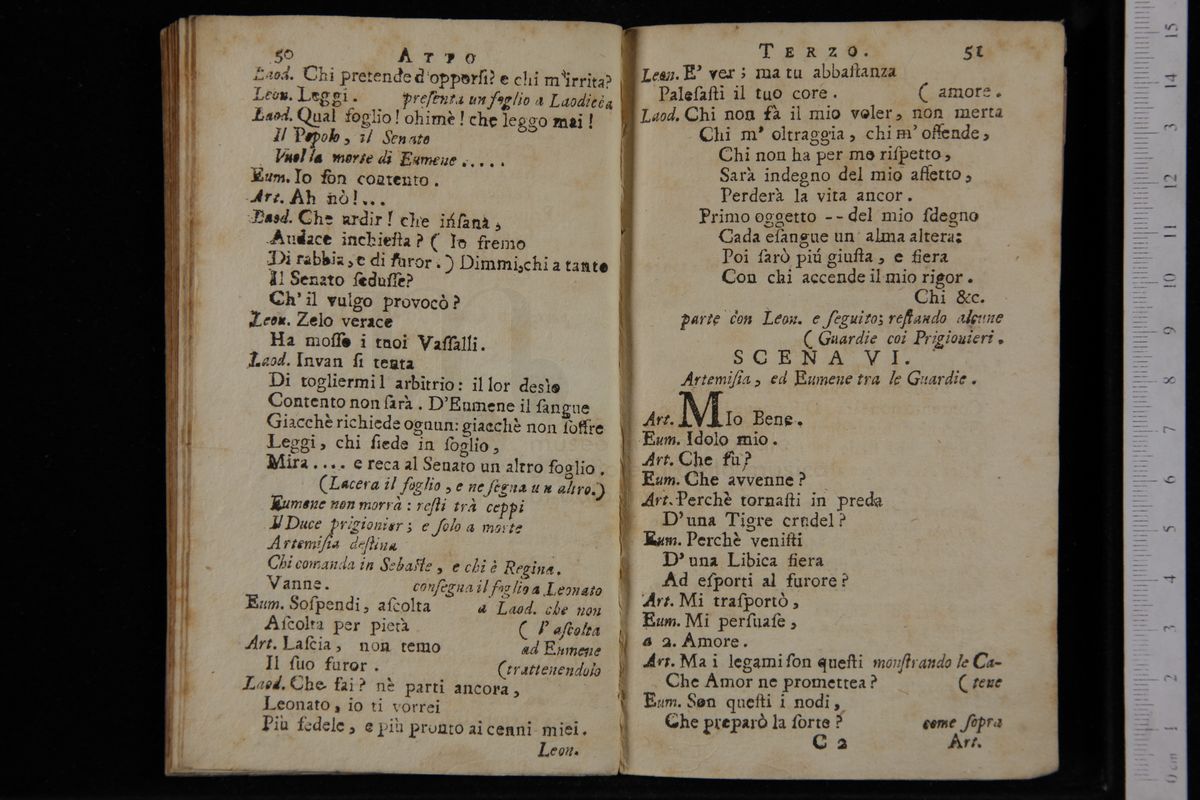 50 ATTO
Laod. Chi pretende d'opporſi? e chi m'irrita?
Leon. Leggi. preſenta un foglio a Laodicèa
Laod. Qual foglio! ohimè! che leggo mai!
Il Popolo, il Senato
Vuol la morte di Eumene.....
Eum. Io ſon contento.
Art. Ah nò!...
Laod. Che ardir! che inſana,
Audace inchieſta? ( Io fremo
Di rabbia, e di furor.) Dimmi, chi a tanto
Il Senato ſeduſſe?
Ch' il vulgo provocò?
Leon. Zelo verace
Ha moſſo i tuoi Vaſſalli.
Laod. Invan ſi tenta
Di togliermi l arbitrio: il lor desìo
Contento non ſarà. D'Eumene il ſangue
Giacchè richiede ognun: giacchè non ſoffre
Leggi, chi ſiede in ſoglio,
Mira.... e reca al Senato un altro foglio.
(Lacera il foglio, e ne ſegna un altro.)
Eumene non morrà: reſti trà ceppi
Il Duce prigionier; e ſolo a morte
Artemiſia deſtina
Chi comanda in Sebaſte, e chi è Regina.
Vanne. conſegna il foglio a Leonato
Eum. Soſpendi, aſcolta a Laod. che non
Aſcolta per pietà ( l' aſcolta
Art. Laſcia, non temo ad Eumene
Il ſuo furor. (trattenendolo
Laod. Che fai? nè parti ancora,
Leonato, io ti vorrei
Più fedele, e più pronto ai cenni miei.
Leon.
TERZO. 51
Leon. E' ver; ma tu abbaſtanza
Paleſaſti il tuo core. ( amore.
Laod. Chi non fà il mio voler, non merta
Chi m' oltraggia, chi m' offende,
Chi non ha per me riſpetto,
Sarà indegno del mio affetto,
Perderà la vita ancor.
Primo oggetto -- del mio ſdegno
Cada eſangue un alma altera:
Poi ſarò piú giuſta, e fiera
Con chi accende il mio rigor.
Chi &c.
parte con Leon. e ſeguito; reſtando alcune
( Guardie coi Prigionieri.
SCENA VI.
Artemiſia, ed Eumene tra le Guardie.
Art. MIo Bene.
Eum. Idolo mio.
Art. Che fu?
Eum. Che avvenne?
Art. Perchè tornaſti in preda
D'una Tigre crudel?
Eum. Perchè veniſti
D' una Libica fiera
Ad eſporti al furore?
Art. Mi traſportò,
Eum. Mi perſuaſe,
a 2. Amore.
Art. Ma i legami ſon queſti monſtrando le Ca-
Che Amor ne promettea? ( tene
Eum. Son queſti i nodi,
Che preparò la ſorte? come ſopra
C 2 Art.